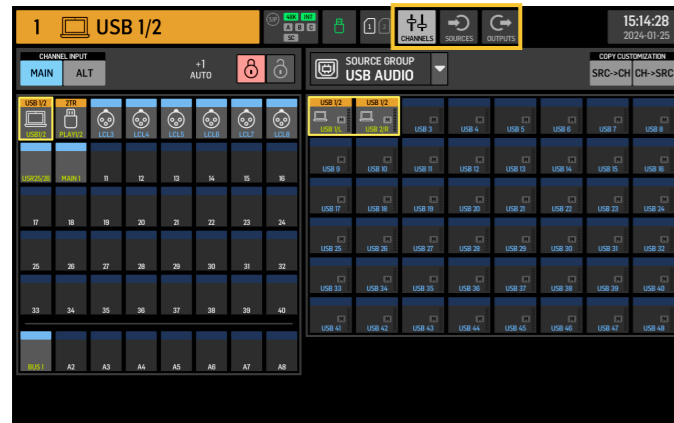 1 USB 1/2
S/P 48K INT
A B C
SC
1 2
CHANNELS SOURCES OUTPUTS
15:14:28
2024-01-25
CHANNEL INPUT
MAIN ALT
+1
AUTO
SOURCE GROUP
USB AUDIO
COPY CUSTOMIZATION
SRC->CH CH->SRC
USB 1/2 2TR
USB1/2 PLAY1/2 LCL3 LCL4 LCL5 LCL6 LCL7 LCL8
USR25/26 MAIN 1 11 12 13 14 15 16
17 18 19 20 21 22 23 24
25 26 27 28 29 30 31 32
33 34 35 36 37 38 39 40
BUS 1 A2 A3 A4 A5 A6 A7 A8
USB 1/2 USB 1/2
USB 1/L USB 2/R USB 3 USB 4 USB 5 USB 6 USB 7 USB 8
USB 9 USB 10 USB 11 USB 12 USB 13 USB 14 USB 15 USB 16
USB 17 USB 18 USB 19 USB 20 USB 21 USB 22 USB 23 USB 24
USB 25 USB 26 USB 27 USB 28 USB 29 USB 30 USB 31 USB 32
USB 33 USB 34 USB 35 USB 36 USB 37 USB 38 USB 39 USB 40
USB 41 USB 42 USB 43 USB 44 USB 45 USB 46 USB 47 USB 48